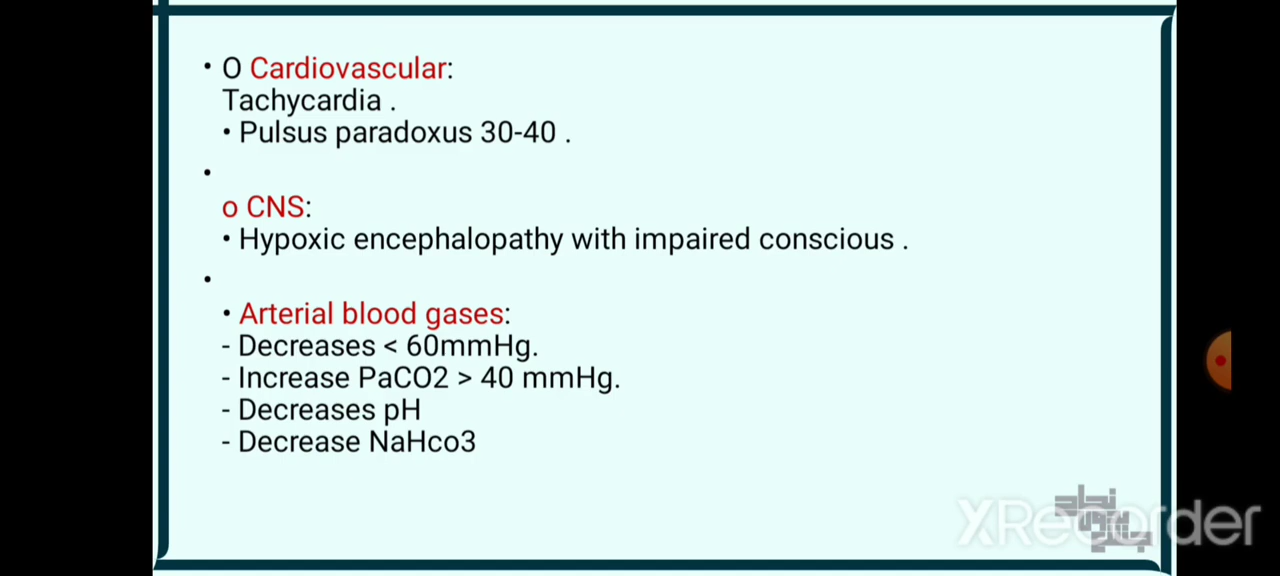 • O Cardiovascular:
Tachycardia .
• Pulsus paradoxus 30-40 .
•
o CNS:
• Hypoxic encephalopathy with impaired conscious .
•
• Arterial blood gases:
- Decreases < 60mmHg.
- Increase PaCO2 > 40 mmHg.
- Decreases pH
- Decrease NaHco3
XRecorder